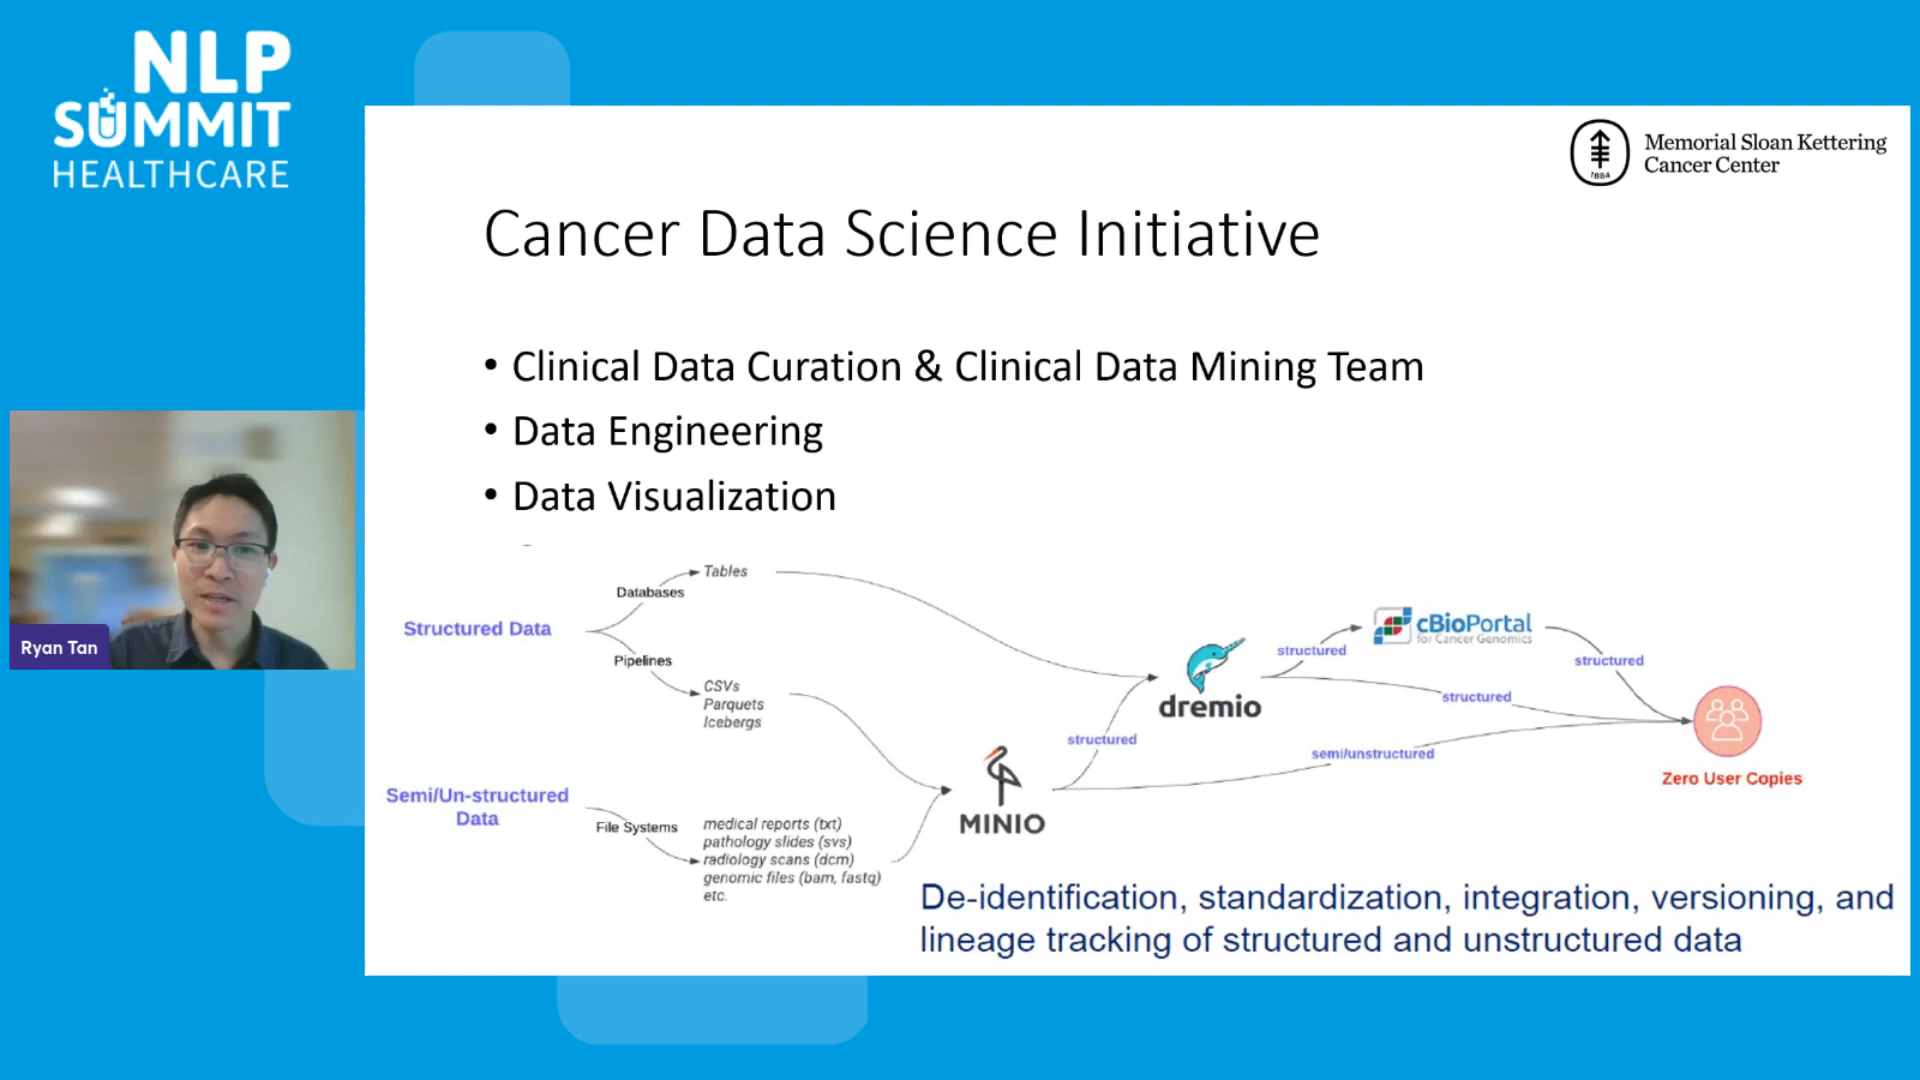 NLP
SUMMIT
HEALTHCARE
1884
Memorial Sloan Kettering
Cancer Center
Cancer Data Science Initiative
• Clinical Data Curation & Clinical Data Mining Team
• Data Engineering
• Data Visualization
Ryan Tan
Structured Data
Databases
Tables
Pipelines
CSVs
Parquets
Icebergs
Semi/Un-structured
Data
File Systems
medical reports (txt)
pathology slides (svs)
radiology scans (dcm)
genomic files (bam, fastq)
etc.
MINIO
structured
dremio
structured
cBioPortal
for Cancer Genomics
structured
structured
semi/unstructured
Zero User Copies
De-identification, standardization, integration, versioning, and
lineage tracking of structured and unstructured data